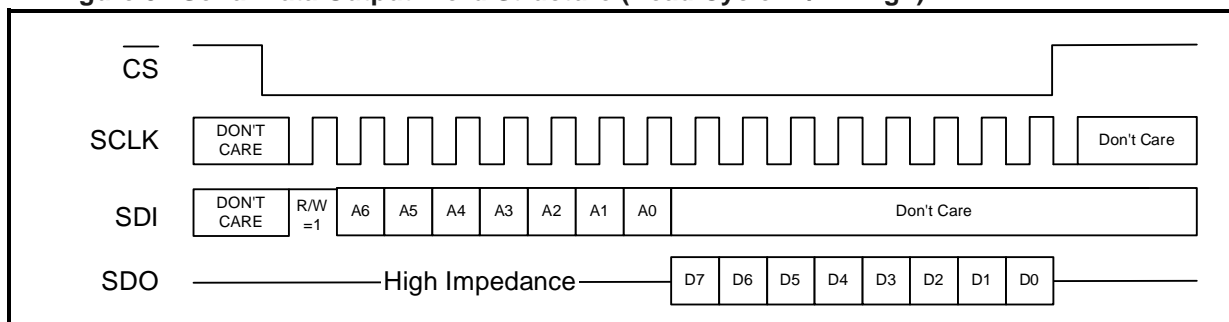 CS
SCLK
DON'T
CARE
Don't Care
SDI
DON'T
CARE
R/W
=1
A6 A5 A4 A3 A2 A1 A0
Don't Care
SDO
High Impedance
D7 D6 D5 D4 D3 D2 D1 D0